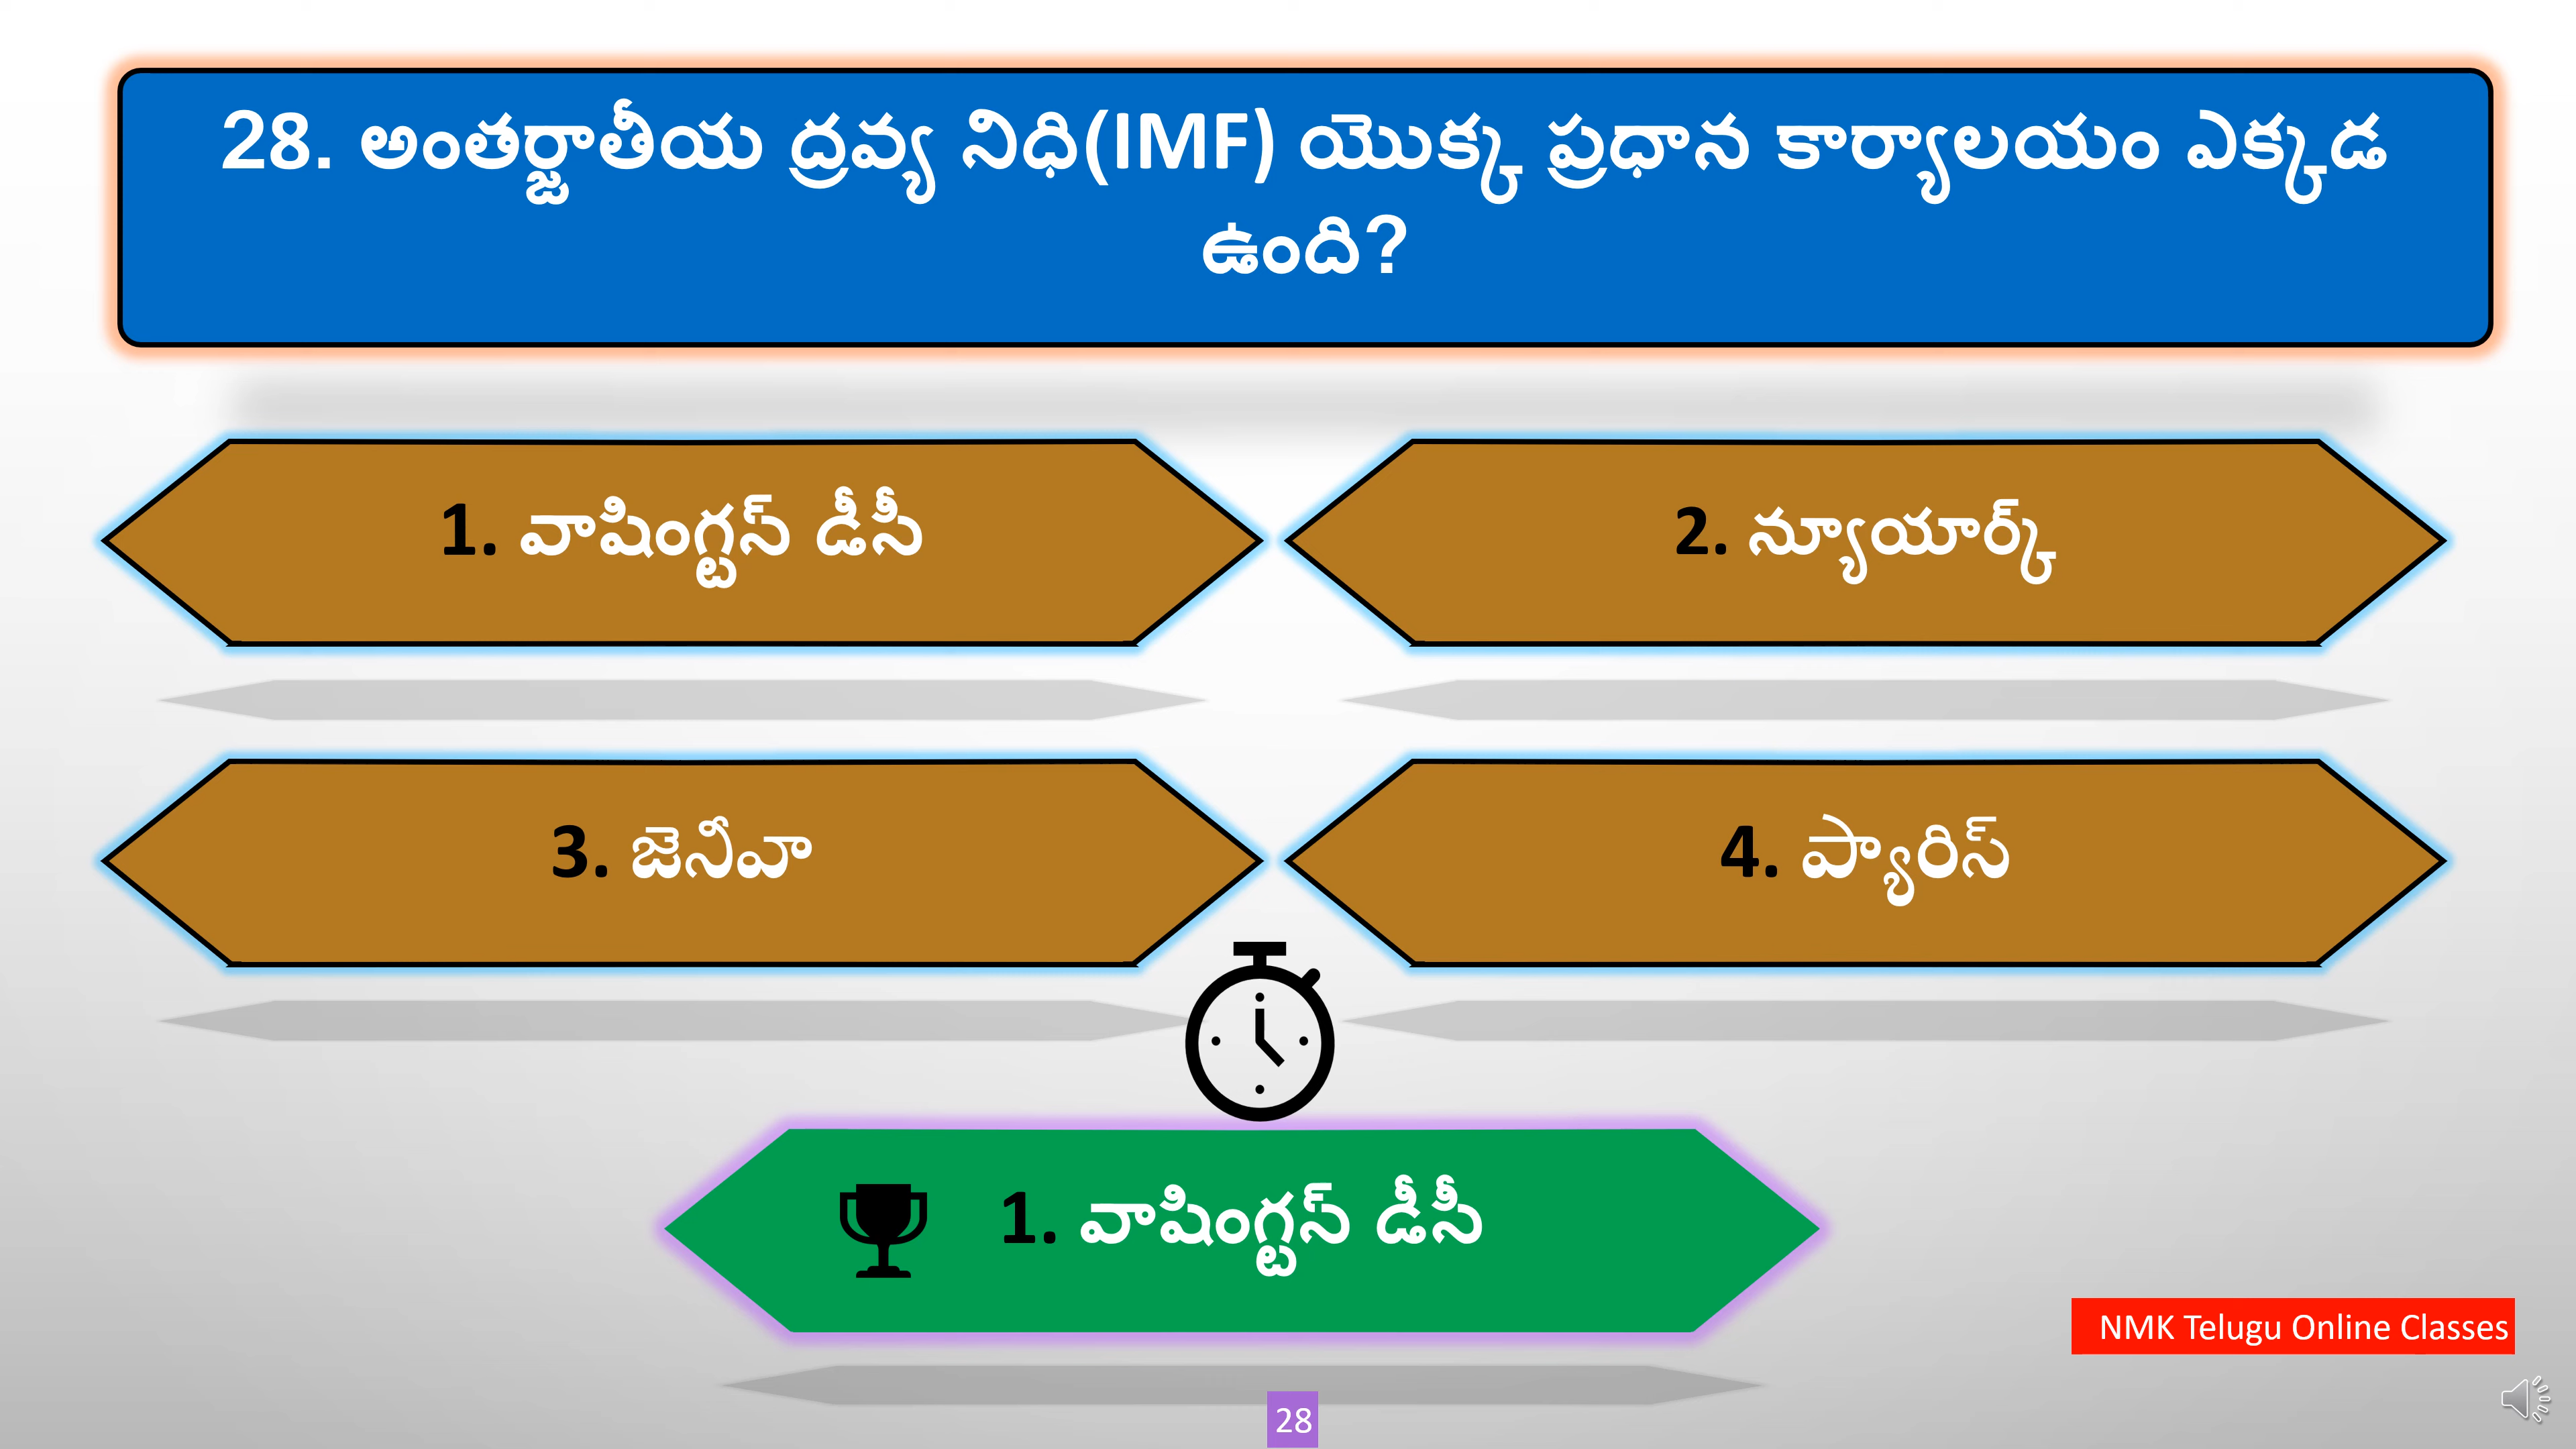 28. అంతర్జాతీయ ద్రవ్య నిధి(IMF) యొక్క ప్రధాన కార్యాలయం ఎక్కడ
ఉంది?
1. వాషింగ్టన్ డీసీ
2. న్యూయార్క్
3. జెనీవా
4. ప్యారిస్
1. వాషింగ్టన్ డీసీ
NMK Telugu Online Classes
28